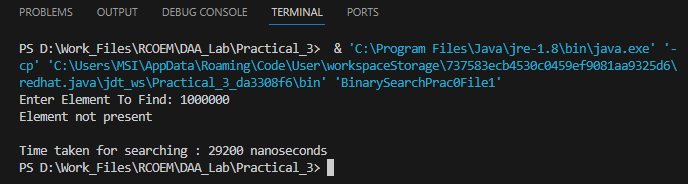 PROBLEMS OUTPUT DEBUG CONSOLE TERMINAL PORTS
PS D:\Work_Files\RCOEM\DAA_Lab\Practical_3> & 'C:\Program Files\Java\jre-1.8\bin\java.exe' '-
cp' 'C:\Users\MSI\AppData\Roaming\Code\User\workspaceStorage\737583ecb4530c0459ef9081aa9325d6\
redhat.java\jdt_ws\Practical_3_da3308f6\bin' 'BinarySearchPrac0File1'
Enter Element To Find: 1000000
Element not present
Time taken for searching : 29200 nanoseconds
PS D:\Work_Files\RCOEM\DAA_Lab\Practical_3>